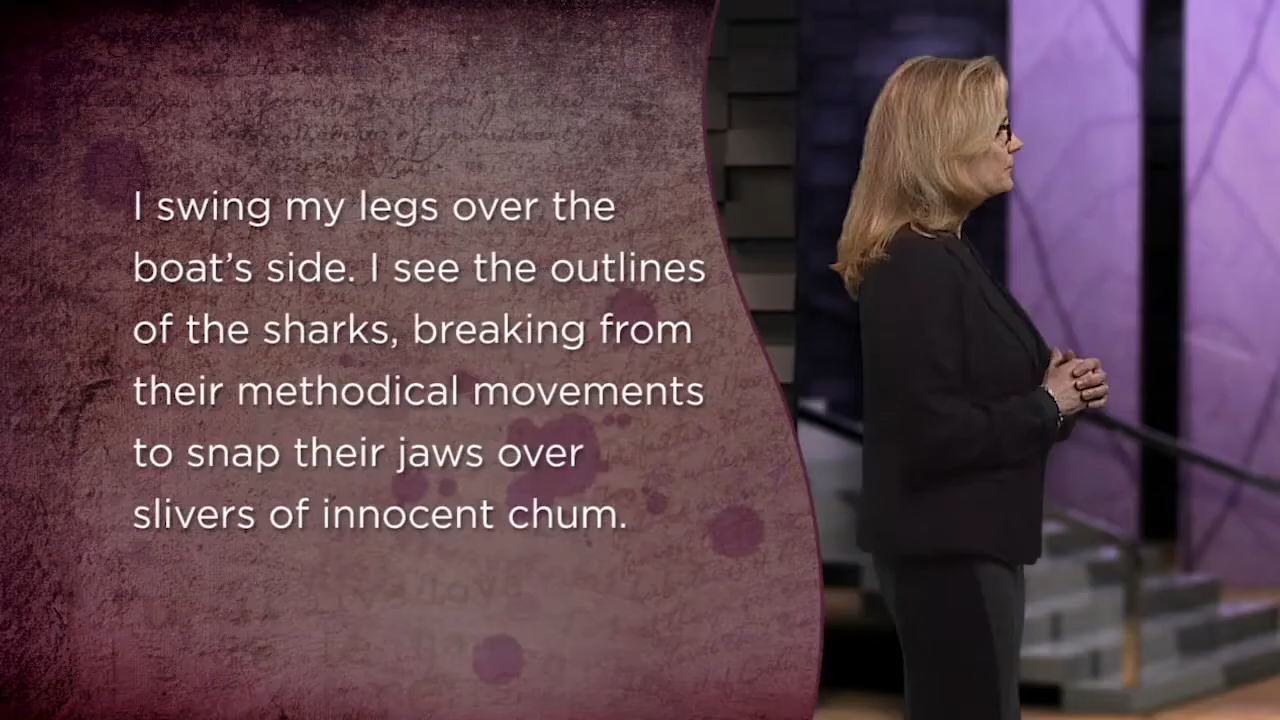 I swing my legs over the
boat’s side. I see the outlines
of the sharks, breaking from
their methodical movements
to snap their jaws over
slivers of innocent chum.